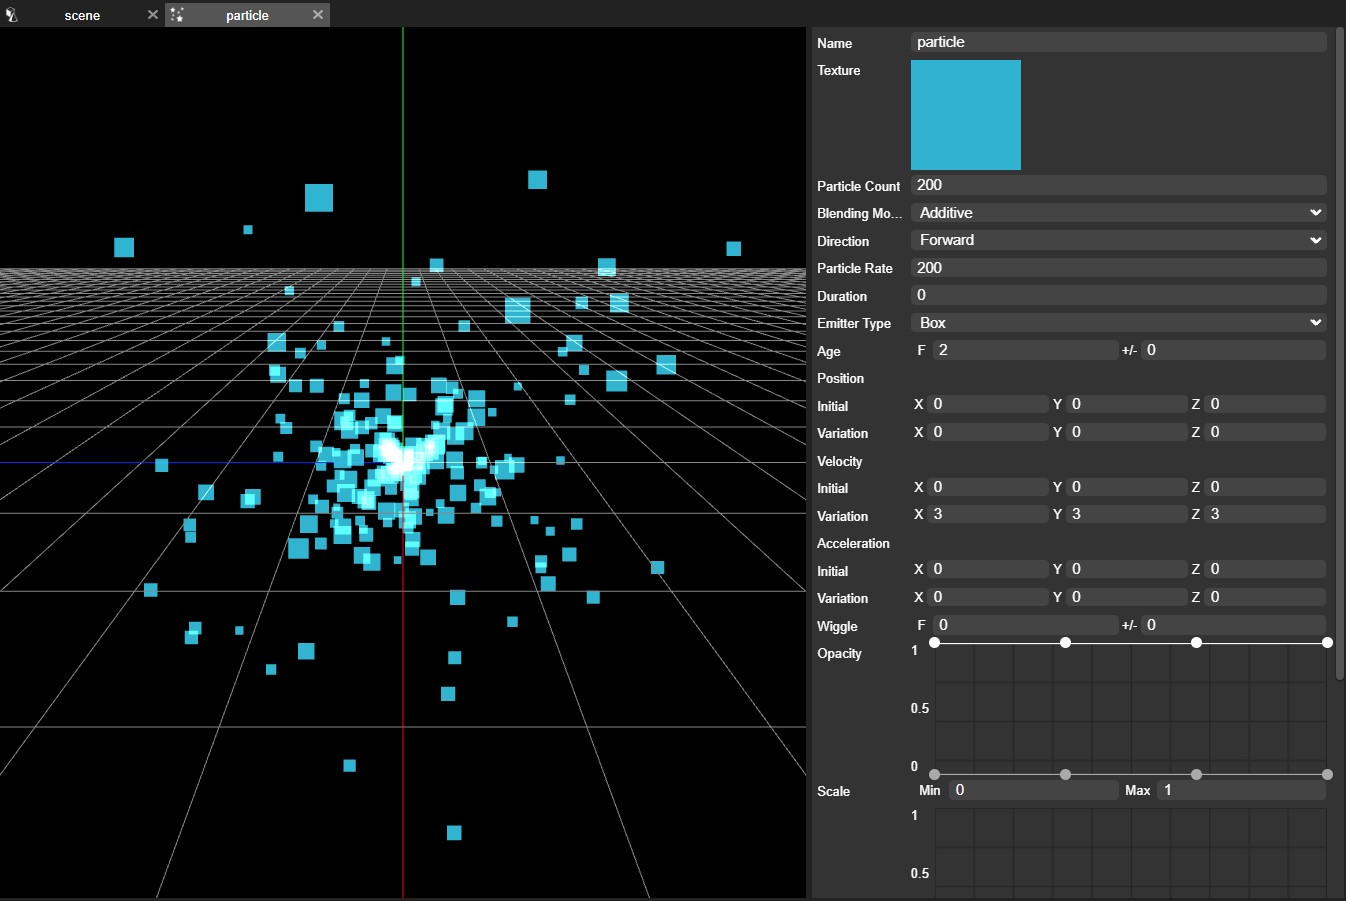 scene
particle
Name particle
Texture
Particle Count 200
Blending Mo... Additive
Direction Forward
Particle Rate 200
Duration 0
Emitter Type Box
Age F 2 +/- 0
Position
Initial X 0 Y 0 Z 0
Variation X 0 Y 0 Z 0
Velocity
Initial X 0 Y 0 Z 0
Variation X 3 Y 3 Z 3
Acceleration
Initial X 0 Y 0 Z 0
Variation X 0 Y 0 Z 0
Wiggle F 0 +/- 0
Opacity 1
0.5
0
Scale Min 0 Max 1
1
0.5